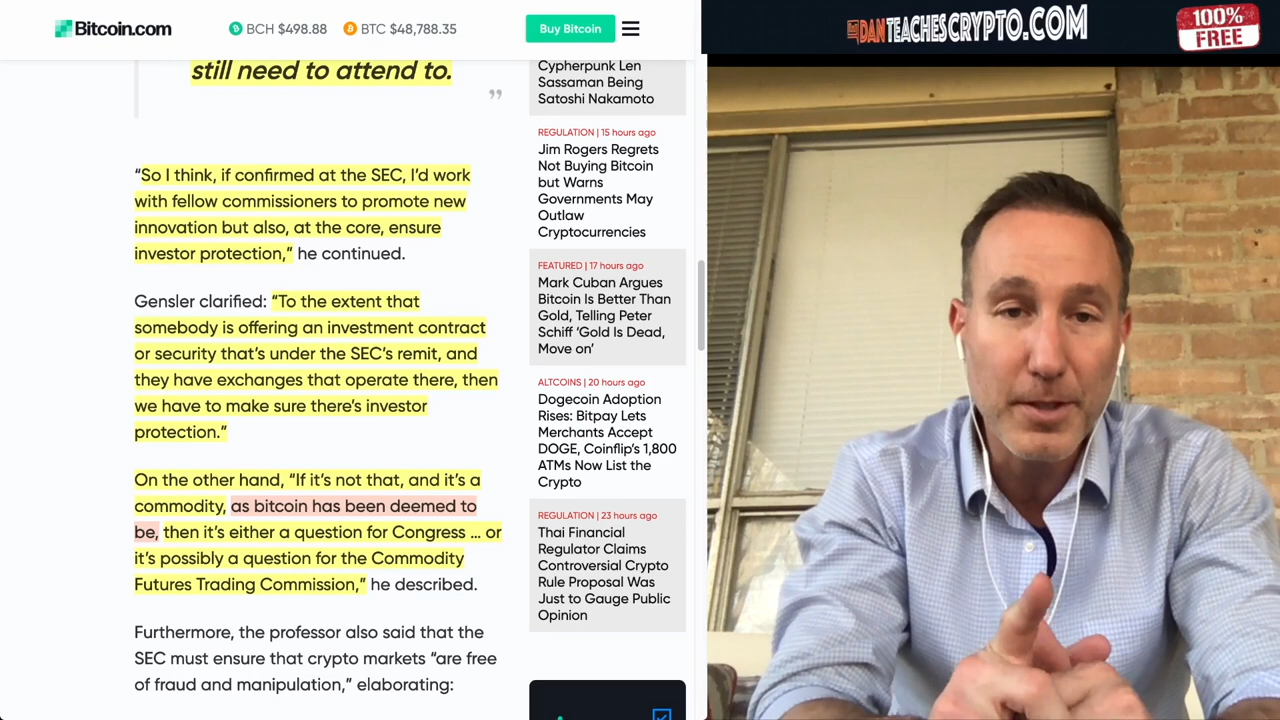 Bitcoin.com
BCH $498.88
BTC $48,788.35
Buy Bitcoin
still need to attend to.
”
“So I think, if confirmed at the SEC, I’d work
with fellow commissioners to promote new
innovation but also, at the core, ensure
investor protection,” he continued.
Gensler clarified: “To the extent that
somebody is offering an investment contract
or security that’s under the SEC’s remit, and
they have exchanges that operate there, then
we have to make sure there’s investor
protection.”
On the other hand, “If it’s not that, and it’s a
commodity, as bitcoin has been deemed to
be, then it’s either a question for Congress … or
it’s possibly a question for the Commodity
Futures Trading Commission,” he described.
Furthermore, the professor also said that the
SEC must ensure that crypto markets “are free
of fraud and manipulation,” elaborating:
Cypherpunk Len
Sassaman Being
Satoshi Nakamoto
REGULATION | 15 hours ago
Jim Rogers Regrets
Not Buying Bitcoin
but Warns
Governments May
Outlaw
Cryptocurrencies
FEATURED | 17 hours ago
Mark Cuban Argues
Bitcoin Is Better Than
Gold, Telling Peter
Schiff ‘Gold Is Dead,
Move on’
ALTCOINS | 20 hours ago
Dogecoin Adoption
Rises: Bitpay Lets
Merchants Accept
DOGE, Coinflip’s 1,800
ATMs Now List the
Crypto
REGULATION | 23 hours ago
Thai Financial
Regulator Claims
Controversial Crypto
Rule Proposal Was
Just to Gauge Public
Opinion
DANTEACHESCRYPTO.COM
100%
FREE